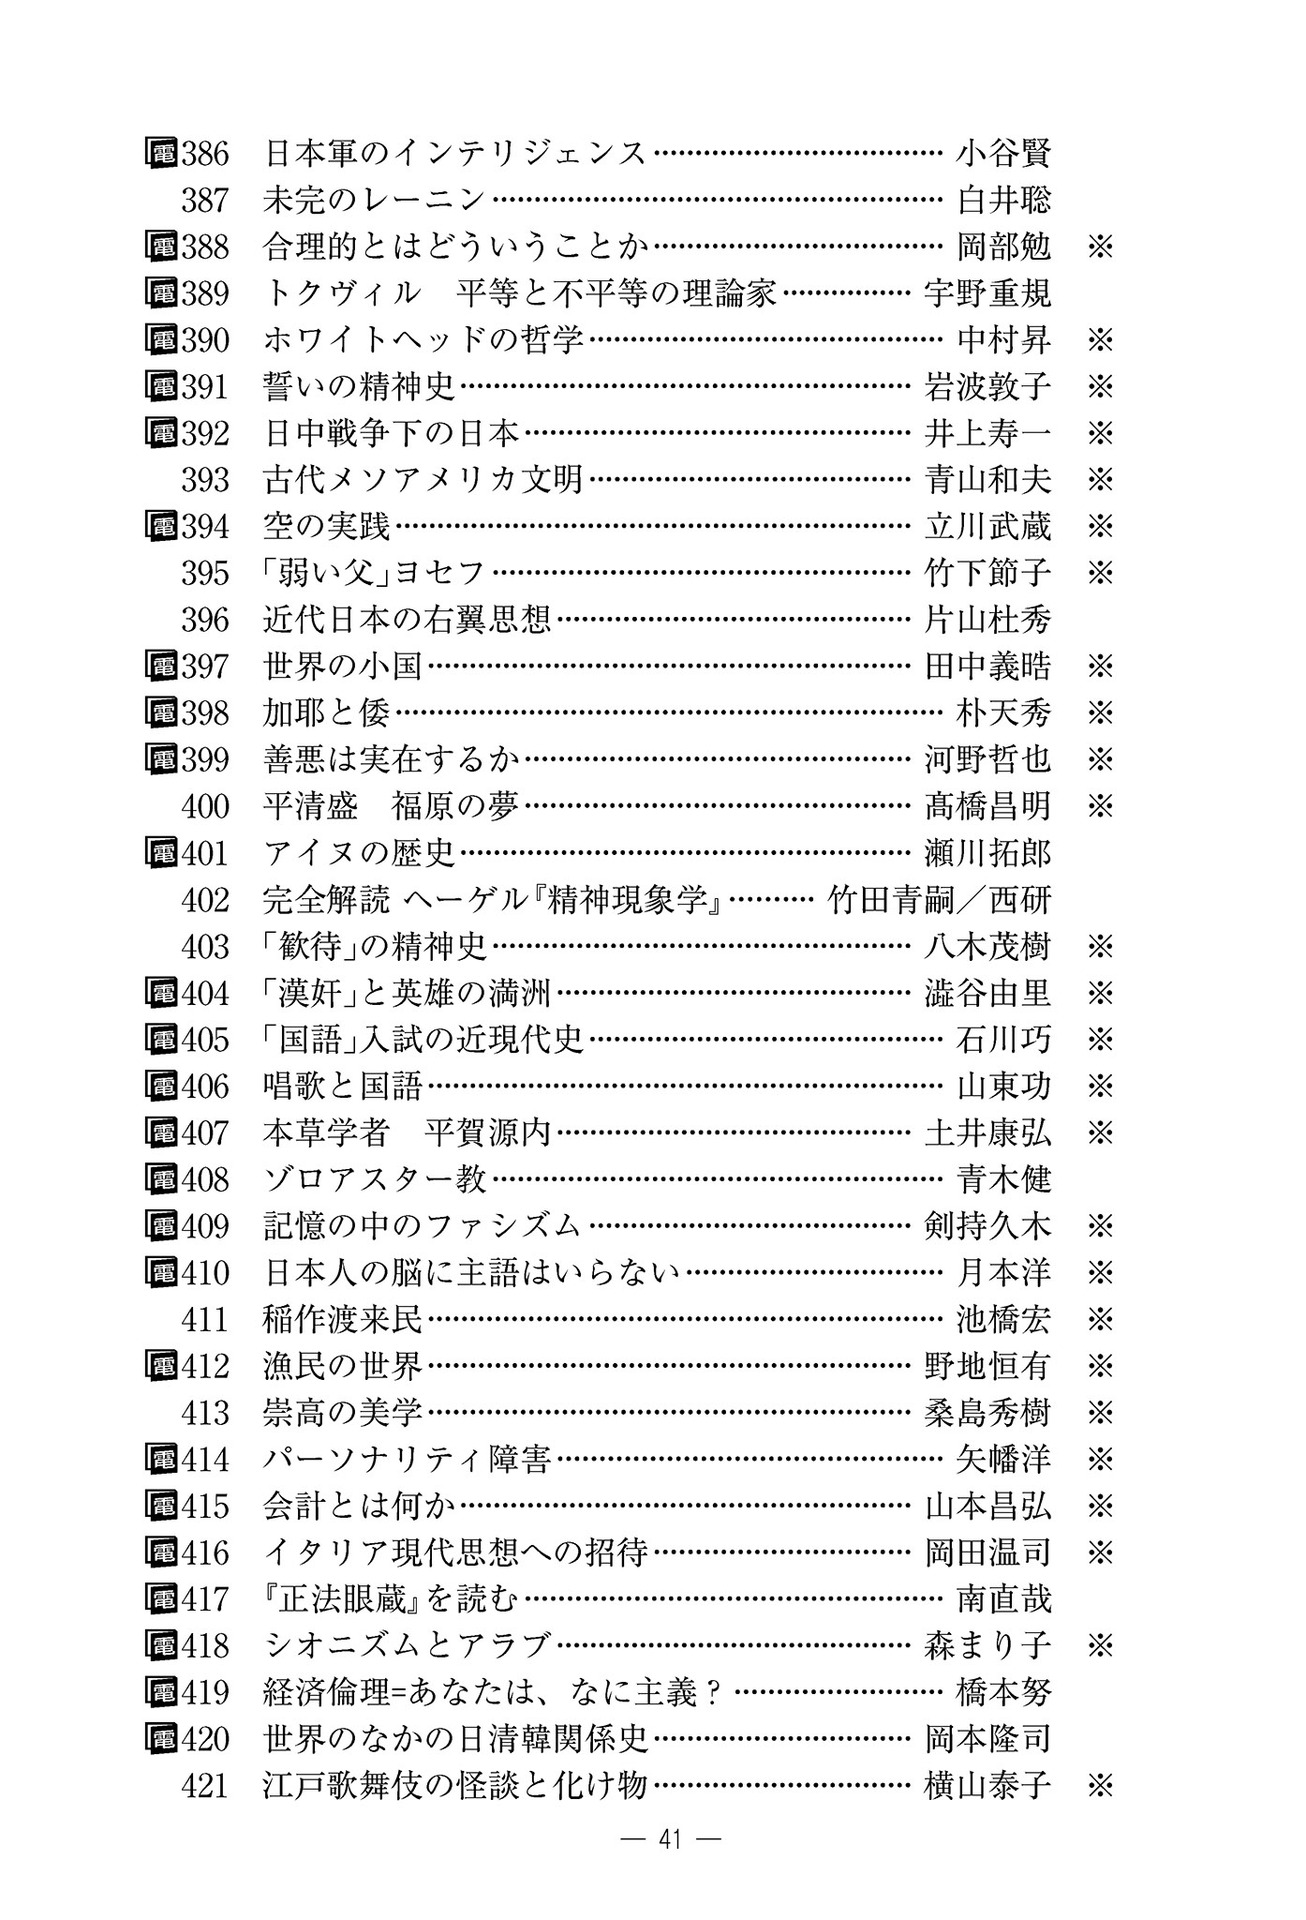 電386 日本軍のインテリジェンス…………………………… 小谷賢
387 未完のレーニン…………………………………………… 白井聡
電388 合理的とはどういうことか…………………………… 岡部勉 ※
電389 トクヴィル 平等と不平等の理論家……………… 宇野重規
電390 ホワイトヘッドの哲学………………………………… 中村昇 ※
電391 誓いの精神史…………………………………………… 岩波敦子 ※
電392 日中戦争下の日本……………………………………… 井上寿一 ※
393 古代メソアメリカ文明………………………………… 青山和夫 ※
電394 空の実践………………………………………………… 立川武蔵 ※
395 「弱い父」ヨセフ………………………………………… 竹下節子 ※
396 近代日本の右翼思想…………………………………… 片山杜秀
電397 世界の小国……………………………………………… 田中義晧 ※
電398 加耶と倭………………………………………………… 朴天秀 ※
電399 善悪は実在するか……………………………………… 河野哲也 ※
400 平清盛 福原の夢……………………………………… 髙橋昌明 ※
電401 アイヌの歴史…………………………………………… 瀬川拓郎
402 完全解読 ヘーゲル『精神現象学』………… 竹田青嗣／西研
403 「歓待」の精神史………………………………………… 八木茂樹 ※
電404 「漢奸」と英雄の満洲…………………………………… 澁谷由里 ※
電405 「国語」入試の近現代史………………………………… 石川巧 ※
電406 唱歌と国語……………………………………………… 山東功 ※
電407 本草学者 平賀源内…………………………………… 土井康弘 ※
電408 ゾロアスター教………………………………………… 青木健
電409 記憶の中のファシズム………………………………… 剣持久木 ※
電410 日本人の脳に主語はいらない………………………… 月本洋 ※
411 稲作渡来民……………………………………………… 池橋宏 ※
電412 漁民の世界……………………………………………… 野地恒有 ※
413 崇高の美学……………………………………………… 桑島秀樹 ※
電414 パーソナリティ障害…………………………………… 矢幡洋 ※
電415 会計とは何か…………………………………………… 山本昌弘 ※
電416 イタリア現代思想への招待…………………………… 岡田温司 ※
電417 『正法眼蔵』を読む……………………………………… 南直哉
電418 シオニズムとアラブ…………………………………… 森まり子 ※
電419 経済倫理=あなたは、なに主義？ …………………… 橋本努
電420 世界のなかの日清韓関係史…………………………… 岡本隆司
421 江戸歌舞伎の怪談と化け物…………………………… 横山泰子 ※
― 41 ―